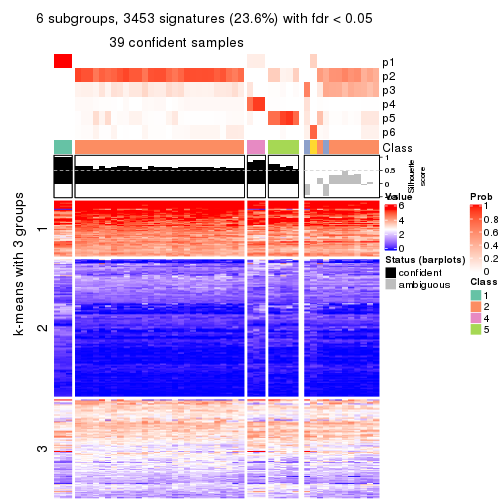 6 subgroups, 3453 signatures (23.6%) with fdr < 0.05
39 confident samples
p1
p2
p3
p4
p5
p6
Class
1
0.5
0
Silhouette
score
k-means with 3 groups
1
2
3
Value
6
4
2
0
Status (barplots)
confident
ambiguous
Prob
1
0.8
0.6
0.4
0.2
0
Class
1
2
4
5